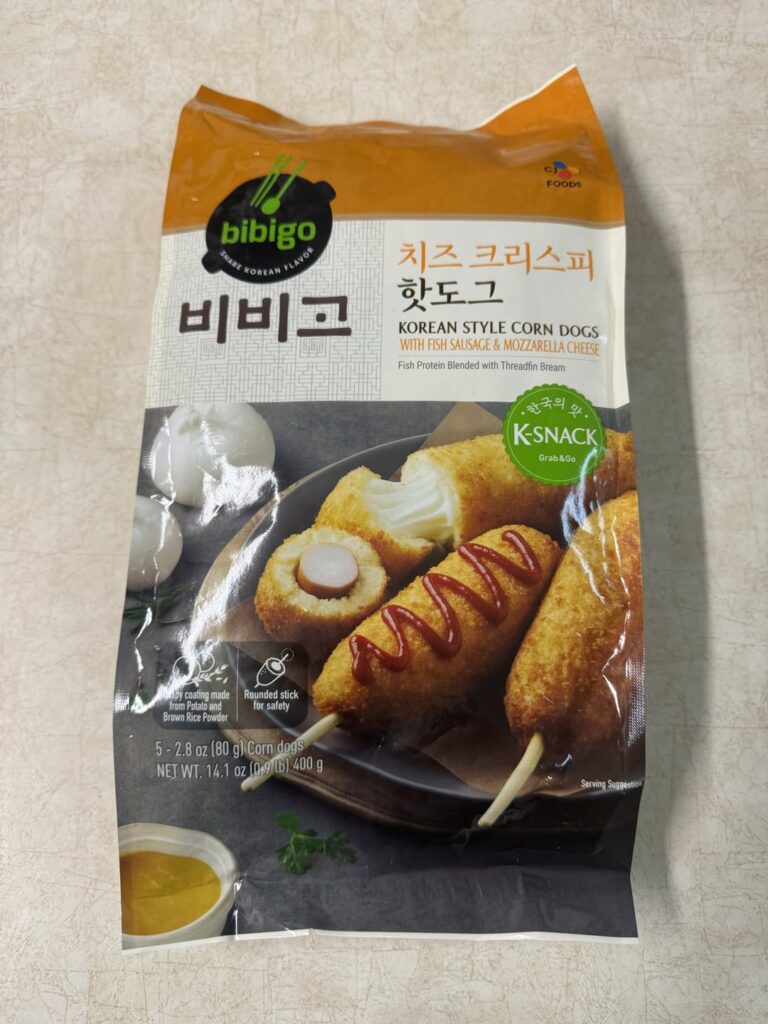 bibigo
SHARE KOREAN FLAVOR
비비고
CJ
FOODS
치즈 크리스피
핫도그
KOREAN STYLE CORN DOGS
WITH FISH SAUSAGE & MOZZARELLA CHEESE
Fish Protein Blended with Threadfin Bream
한국의 맛
K-SNACK
Grab&Go
coating made
from Potato and
Brown Rice Powder
Rounded stick
for safety
5 - 2.8 oz (80 g) Corn dogs
NET WT. 14.1 oz (0.9 lb) 400 g
Serving Suggestion